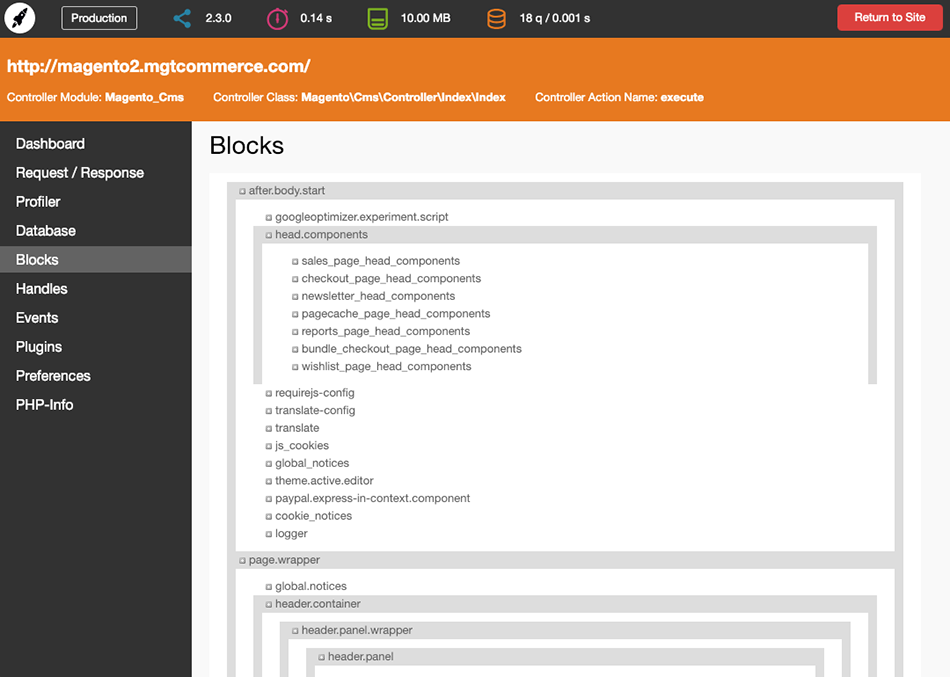 Production 2.3.0 0.14 s 10.00 MB 18 q / 0.001 s Return to Site
http://magento2.mgtcommerce.com/
Controller Module: Magento_Cms Controller Class: Magento\Cms\Controller\Index\Index Controller Action Name: execute
Dashboard
Request / Response
Profiler
Database
Blocks
Handles
Events
Plugins
Preferences
PHP-Info
Blocks
after.body.start
googleoptimizer.experiment.script
head.components
sales_page_head_components
checkout_page_head_components
newsletter_head_components
pagecache_page_head_components
reports_page_head_components
bundle_checkout_page_head_components
wishlist_page_head_components
requirejs-config
translate-config
translate
js_cookies
global_notices
theme.active.editor
paypal.express-in-context.component
cookie_notices
logger
page.wrapper
global.notices
header.container
header.panel.wrapper
header.panel